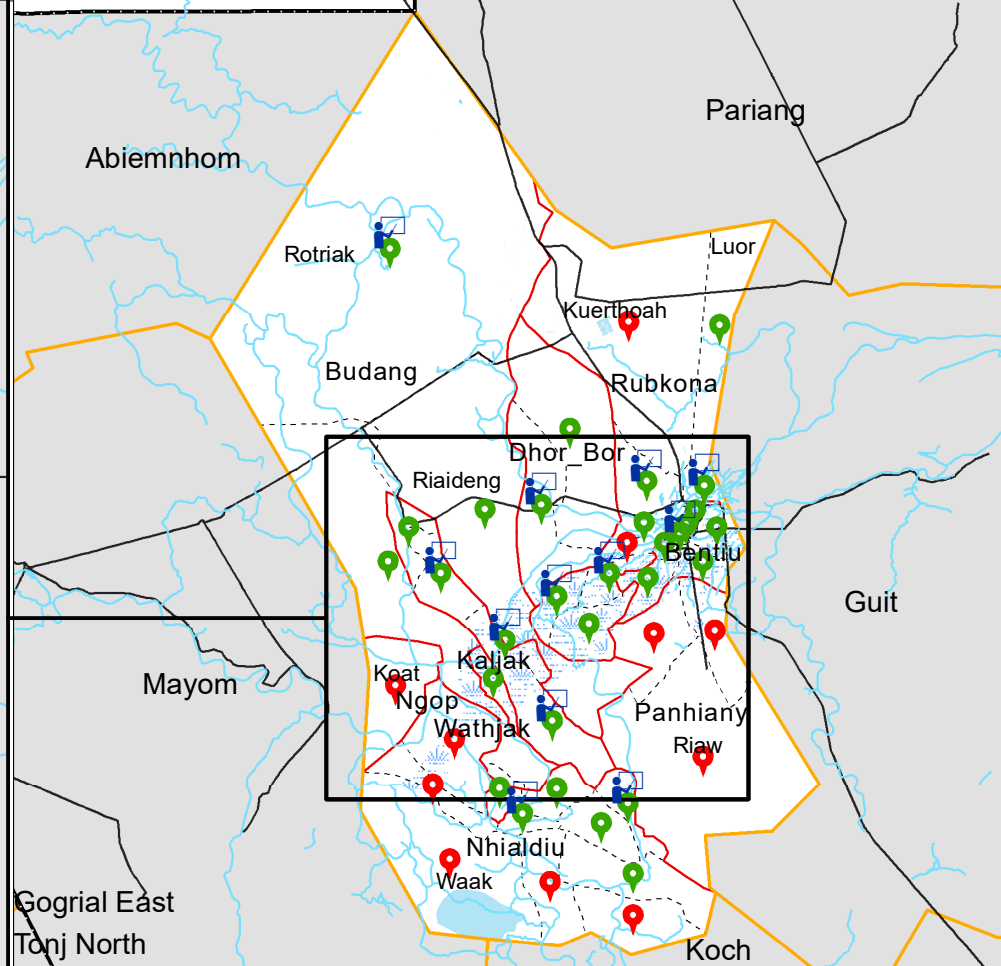 Pariang
Abiemnhom
Luor
Rotriak
Kuerthoah
Budang
Rubkona
Dhor_Bor
Riaideng
Bentiu
Guit
Kaljak
Koat
Mayom
Ngop
Panhiany
Wathjak
Riaw
Nhialdiu
Waak
Gogrial East
Tonj North
Koch